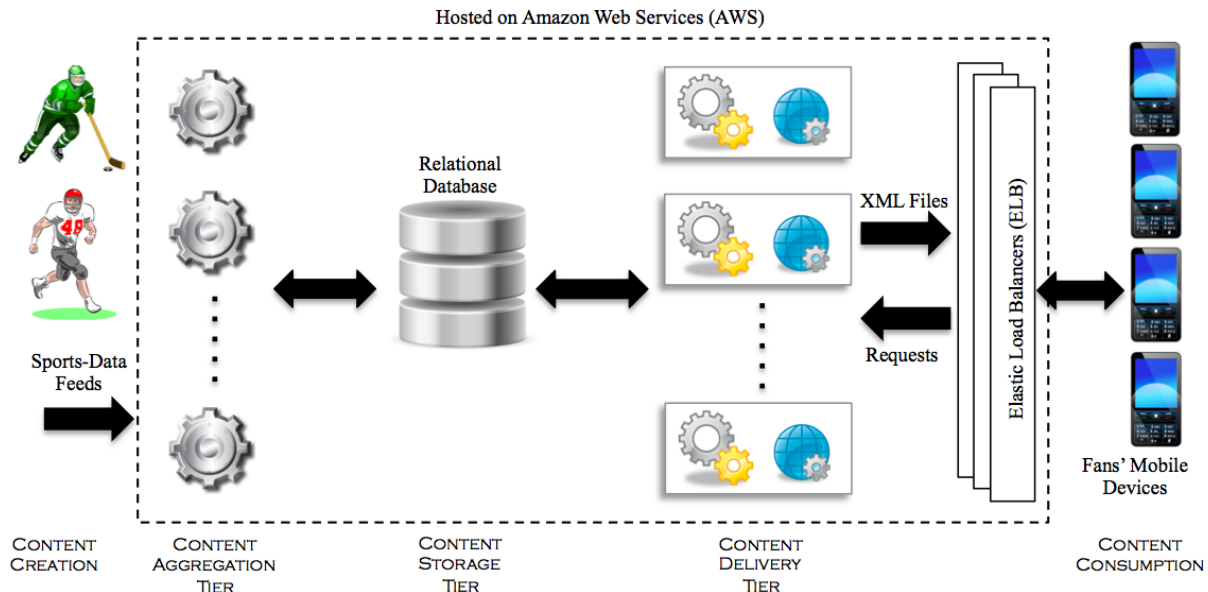 Hosted on Amazon Web Services (AWS)
48
Relational
Database
XML Files
Requests
Elastic Load Balancers (ELB)
Sports-Data
Feeds
Fans' Mobile
Devices
CONTENT
CREATION
CONTENT
AGGREGATION
TIER
CONTENT
STORAGE
TIER
CONTENT
DELIVERY
TIER
CONTENT
CONSUMPTION